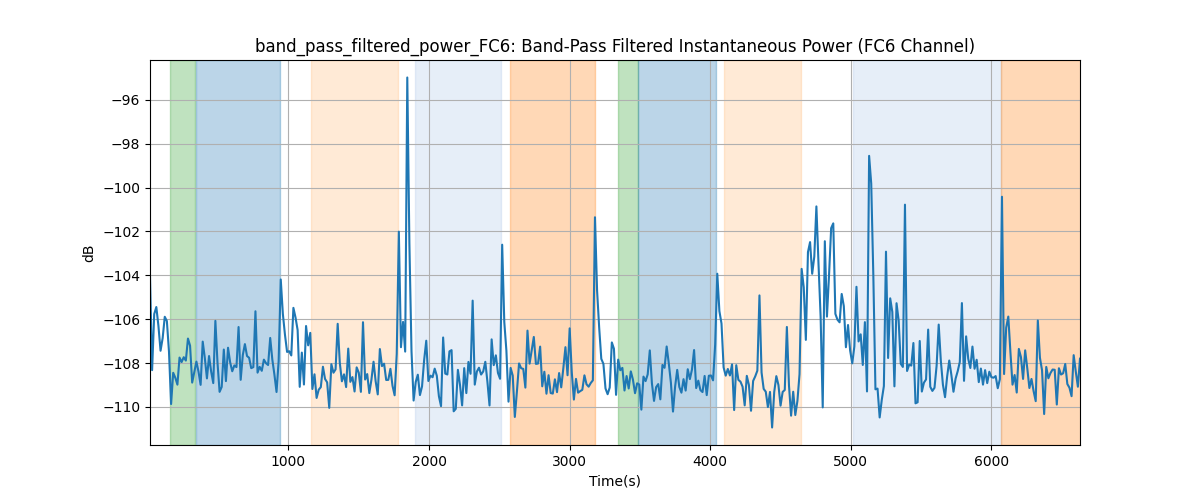 band_pass_filtered_power_FC6: Band-Pass Filtered Instantaneous Power (FC6 Channel)
−96
−98
−100
−102
−104
−106
−108
−110
dB
1000 2000 3000 4000 5000 6000
Time(s)